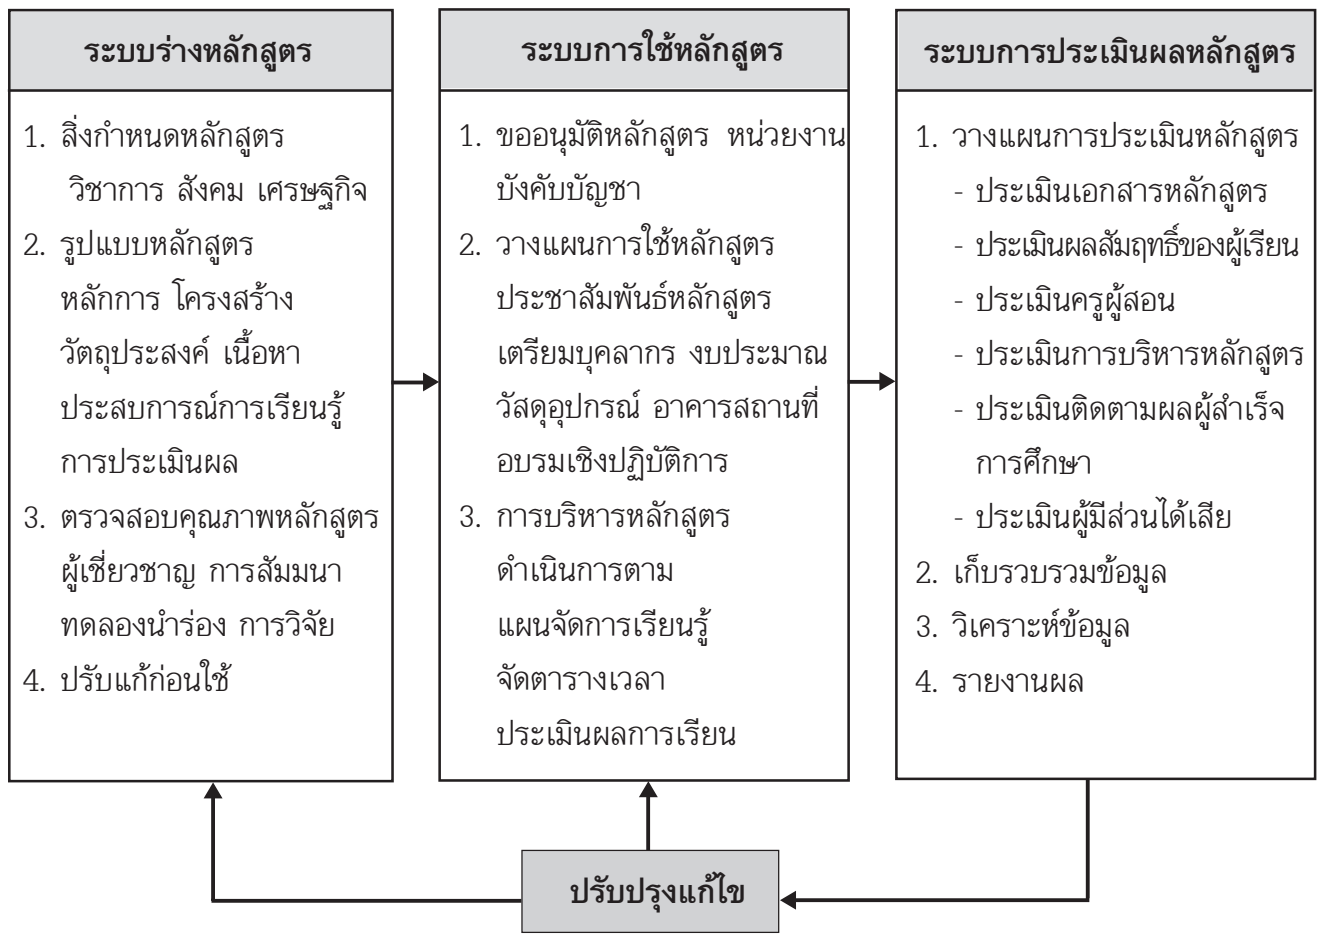 ระบบร่างหลักสูตร
1. สิ่งกำหนดหลักสูตร
วิชาการ สังคม เศรษฐกิจ
2. รูปแบบหลักสูตร
หลักการ โครงสร้าง
วัตถุประสงค์ เนื้อหา
ประสบการณ์การเรียนรู้
การประเมินผล
3. ตรวจสอบคุณภาพหลักสูตร
ผู้เชี่ยวชาญ การสัมมนา
ทดลองนำร่อง การวิจัย
4. ปรับแก้ก่อนใช้
ระบบการใช้หลักสูตร
1. ขออนุมัติหลักสูตร หน่วยงาน
บังคับบัญชา
2. วางแผนการใช้หลักสูตร
ประชาสัมพันธ์หลักสูตร
เตรียมบุคลากร งบประมาณ
วัสดุอุปกรณ์ อาคารสถานที่
อบรมเชิงปฏิบัติการ
3. การบริหารหลักสูตร
ดำเนินการตาม
แผนจัดการเรียนรู้
จัดตารางเวลา
ประเมินผลการเรียน
ระบบการประเมินผลหลักสูตร
1. วางแผนการประเมินหลักสูตร
- ประเมินเอกสารหลักสูตร
- ประเมินผลสัมฤทธิ์ของผู้เรียน
- ประเมินครูผู้สอน
- ประเมินการบริหารหลักสูตร
- ประเมินติดตามผลผู้สำเร็จ
การศึกษา
- ประเมินผู้มีส่วนได้เสีย
2. เก็บรวบรวมข้อมูล
3. วิเคราะห์ข้อมูล
4. รายงานผล
ปรับปรุงแก้ไข